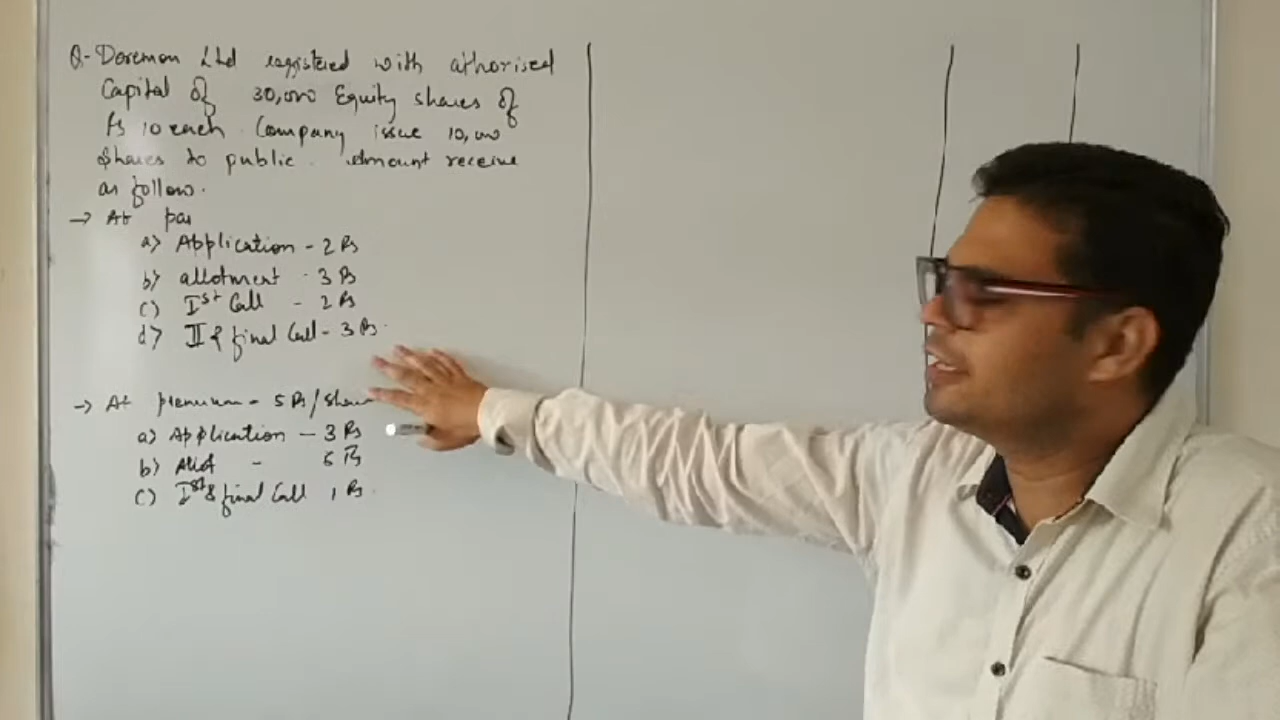 Q- Doremon Ltd registered with athorised
Capital of 30,000 Equity shares of
Rs 10 each. Company issue 10,000
Shares to public. Amount receive
as follow.
→ At par
a) Application - 2 Rs
b) allotment - 3 Rs
c) Ist Call - 2 Rs
d) II & final Call - 3 Rs.
→ At premium - 5 Rs/share
a) Application - 3 Rs
b) Allot - 6 Rs
c) Ist & final Call 1 Rs.